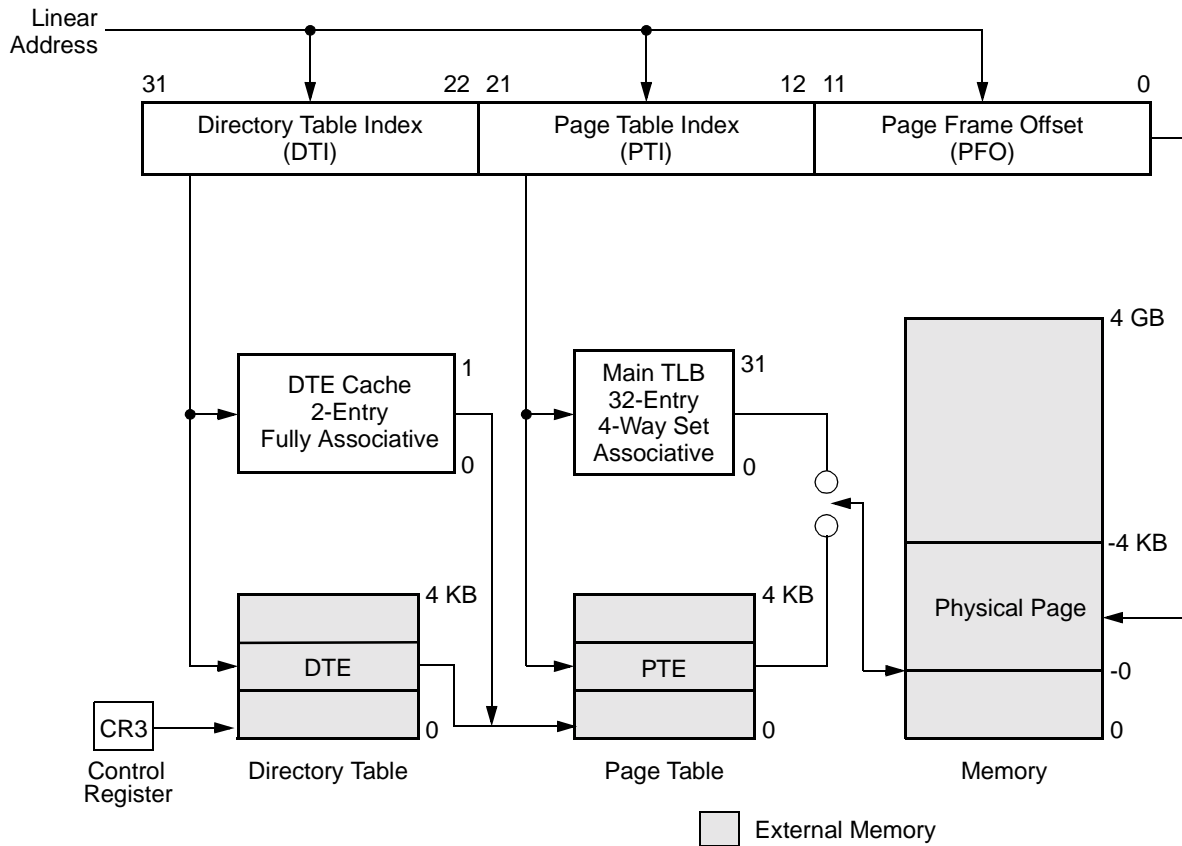 Linear
Address
31
22
21
12
11
0
Directory Table Index
(DTI)
Page Table Index
(PTI)
Page Frame Offset
(PFO)
4 GB
DTE Cache
2-Entry
Fully Associative
1
0
Main TLB
32-Entry
4-Way Set
Associative
31
0
-4 KB
Physical Page
-0
0
4 KB
DTE
0
4 KB
PTE
0
CR3
Control
Register
Directory Table
Page Table
Memory
External Memory